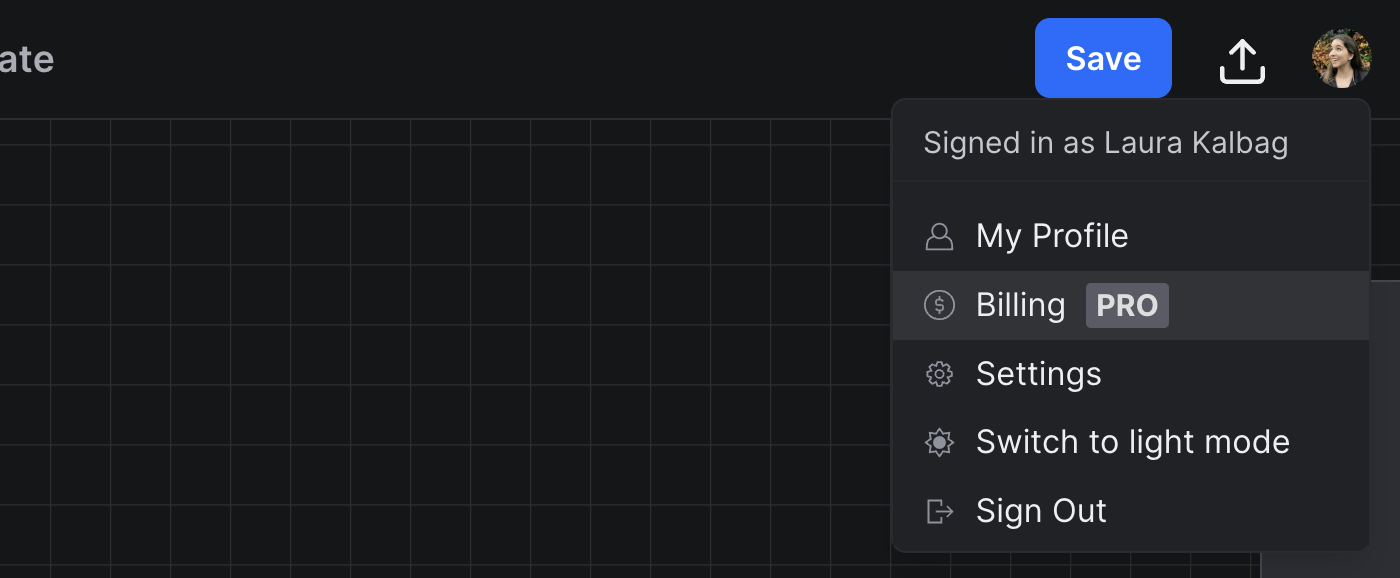 ate
Save
Signed in as Laura Kalbag
My Profile
Billing PRO
Settings
Switch to light mode
Sign Out